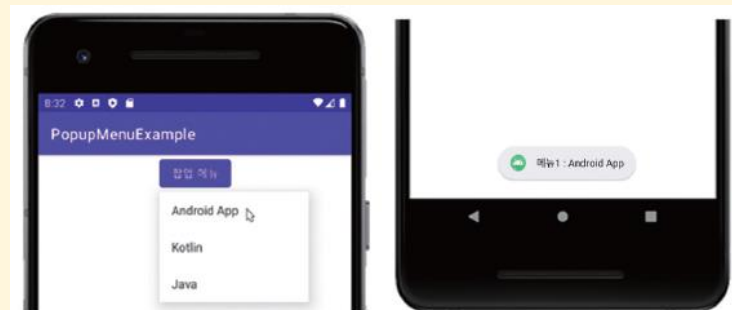 8:32
PopupMenuExample
팝업 메뉴
Android App
Kotlin
Java
메뉴1 : Android App